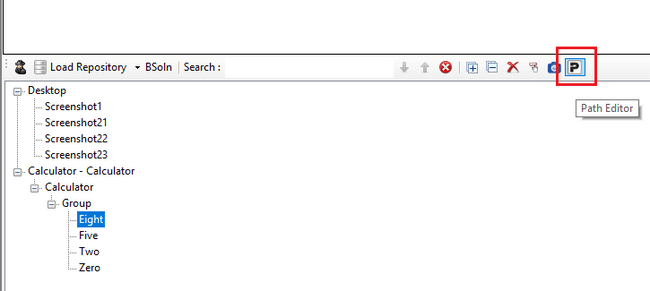 Load Repository BSoln Search :
P
Path Editor
Desktop
Screenshot1
Screenshot21
Screenshot22
Screenshot23
Calculator - Calculator
Calculator
Group
Eight
Five
Two
Zero